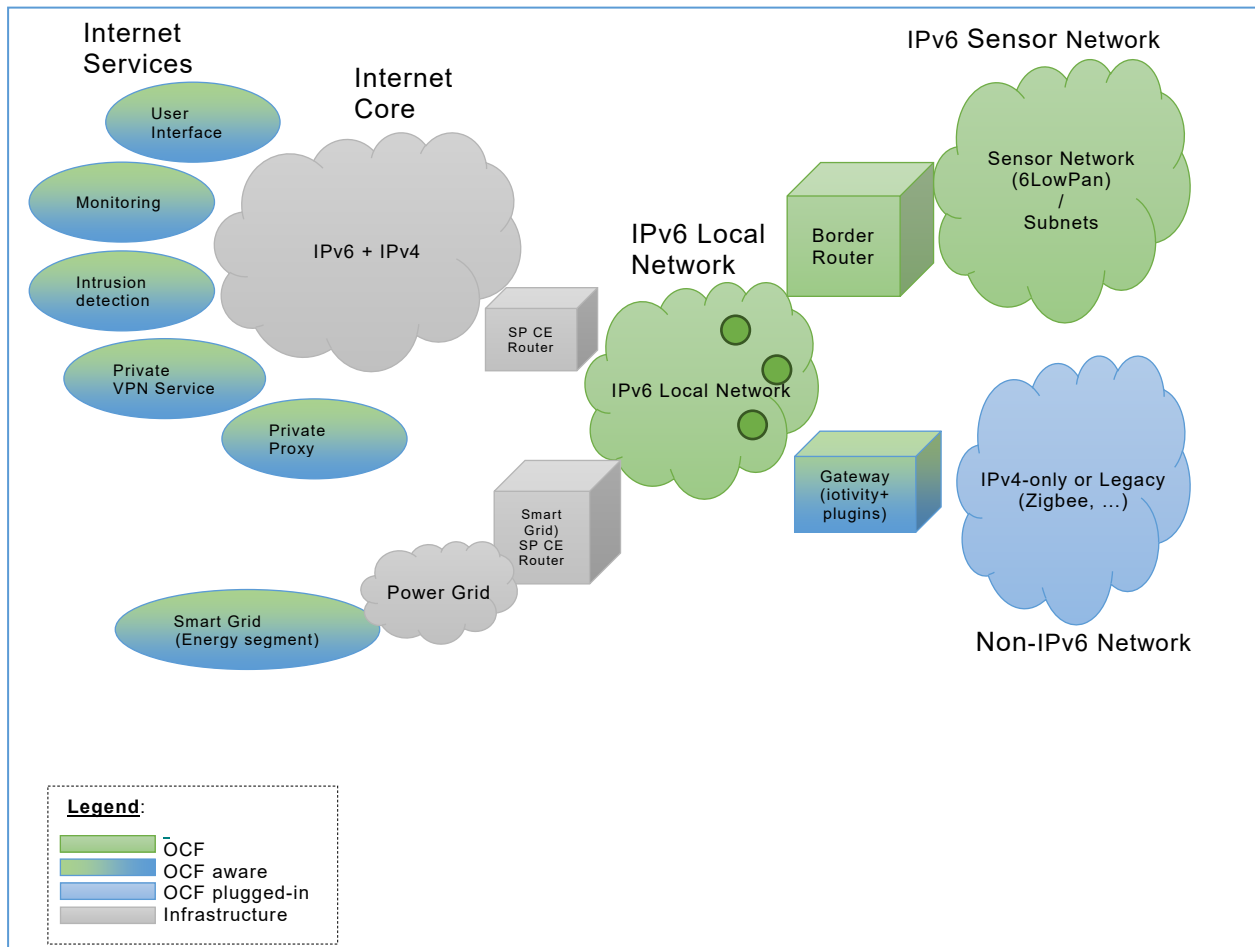 Internet
Services
User
Interface
Monitoring
Intrusion
detection
Private
VPN Service
Private
Proxy
Internet
Core
IPv6 + IPv4
SP CE
Router
IPv6 Local
Network
IPv6 Local Network
Border
Router
IPv6 Sensor Network
Sensor Network
(6LowPan)
/
Subnets
Gateway
(iotivity+
plugins)
IPv4-only or Legacy
(Zigbee, …)
Non-IPv6 Network
Smart
Grid)
SP CE
Router
Power Grid
Smart Grid
(Energy segment)
Legend:
OCF
OCF aware
OCF plugged-in
Infrastructure